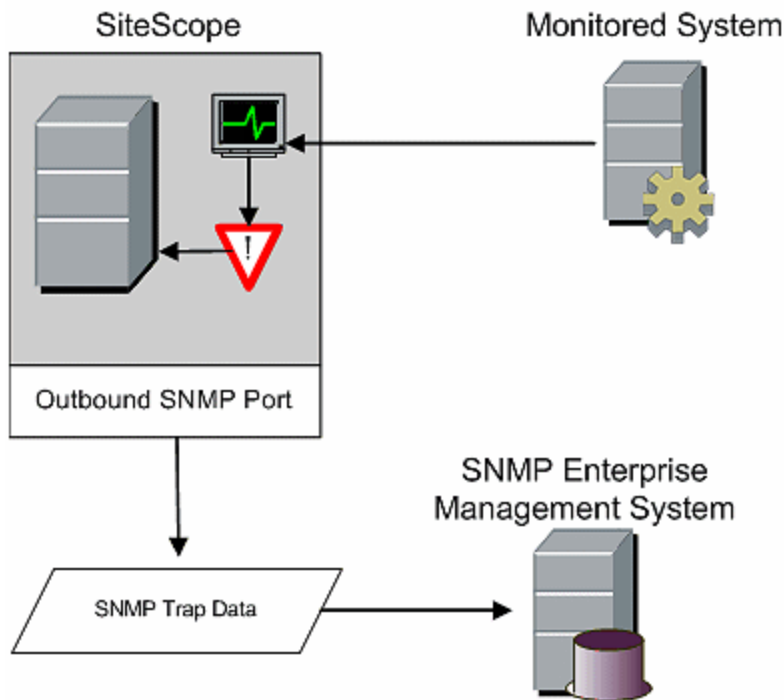 SiteScope
Monitored System
!
Outbound SNMP Port
SNMP Enterprise
Management System
SNMP Trap Data